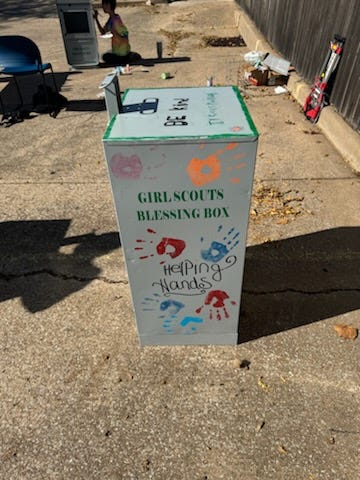 BE KIND
GIRL SCOUTS
BLESSING BOX
Helping
Hands